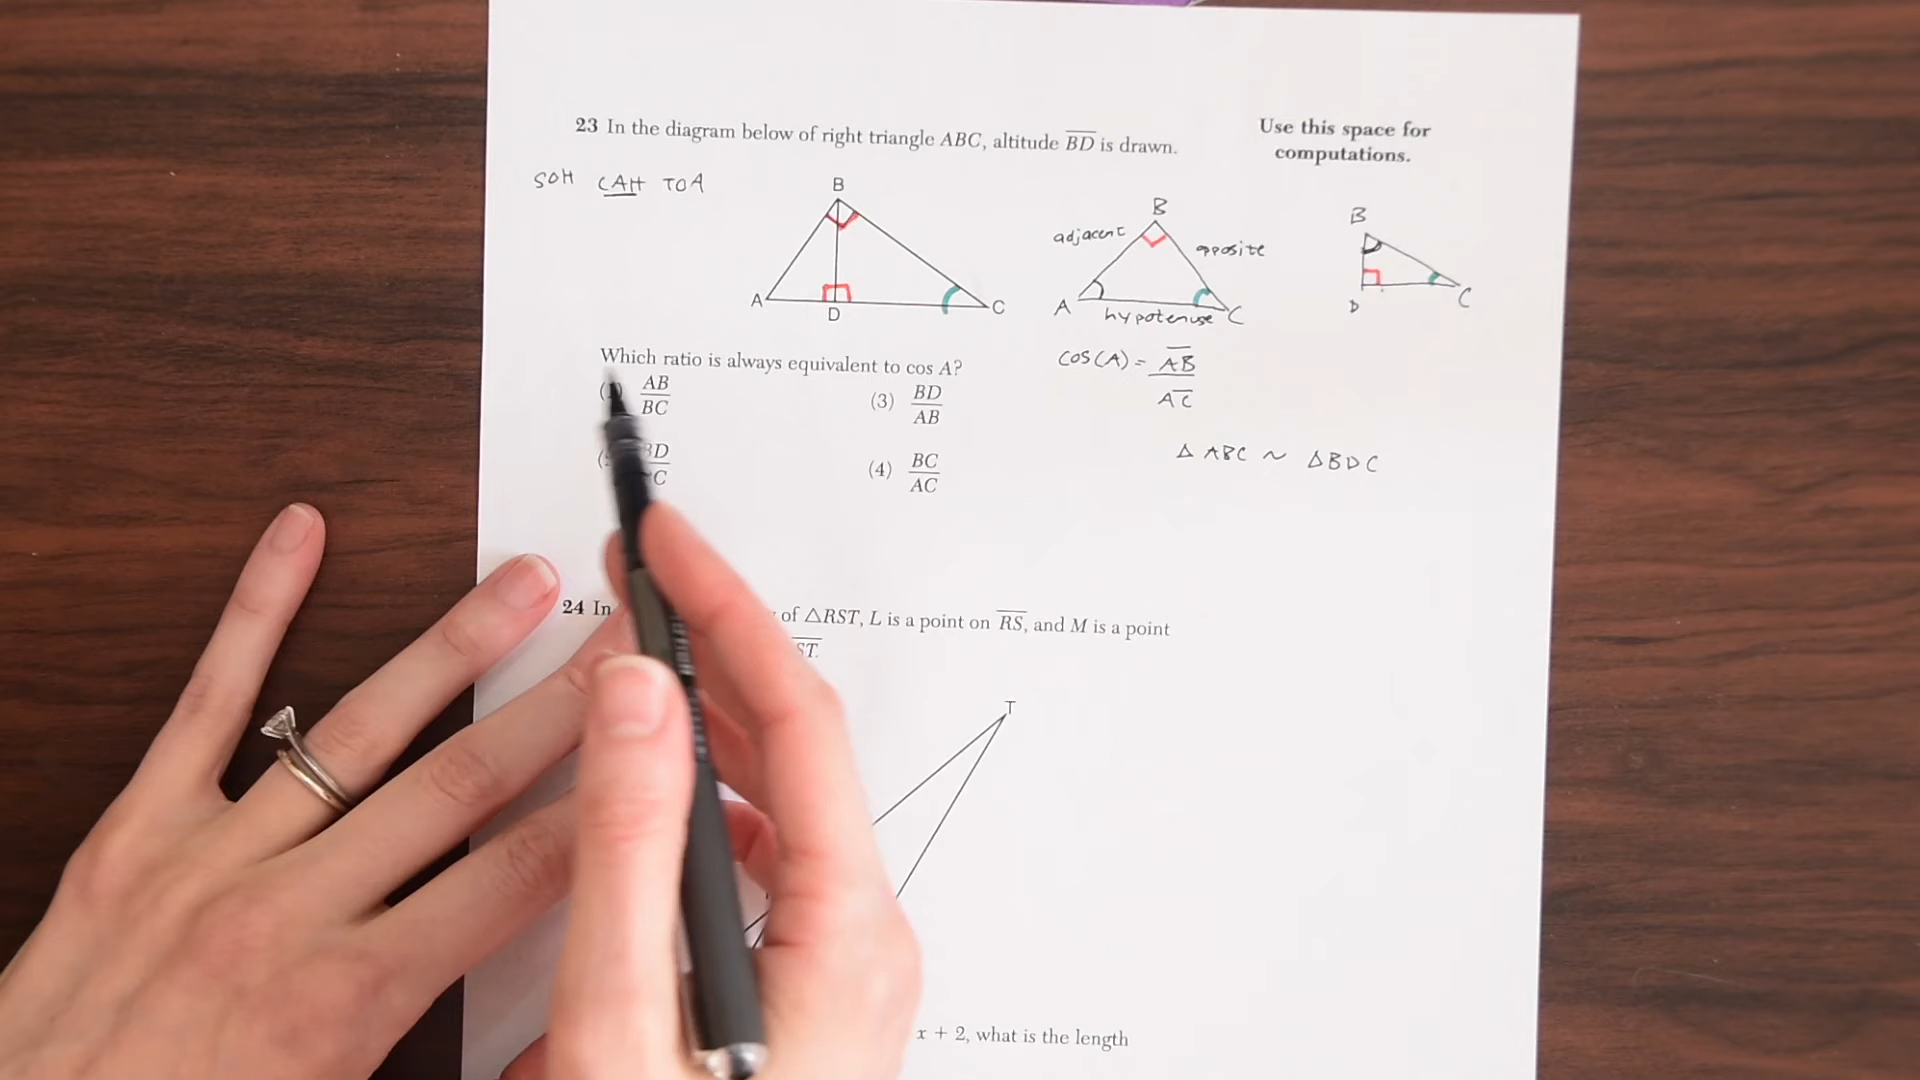 23 In the diagram below of right triangle ABC, altitude BD is drawn.
Use this space for
computations.
SOH CAH TOA
B
A
D
C
B
adjacent
opposite
A
hypotenuse
C
B
D
C
Which ratio is always equivalent to cos A?
AB
BC
(3) BD
AB
(4) BC
AC
cos(A) = AB
AC
△ ABC ~ △BDC
24 In
of △RST, L is a point on RS, and M is a point
ST.
T
x + 2, what is the length